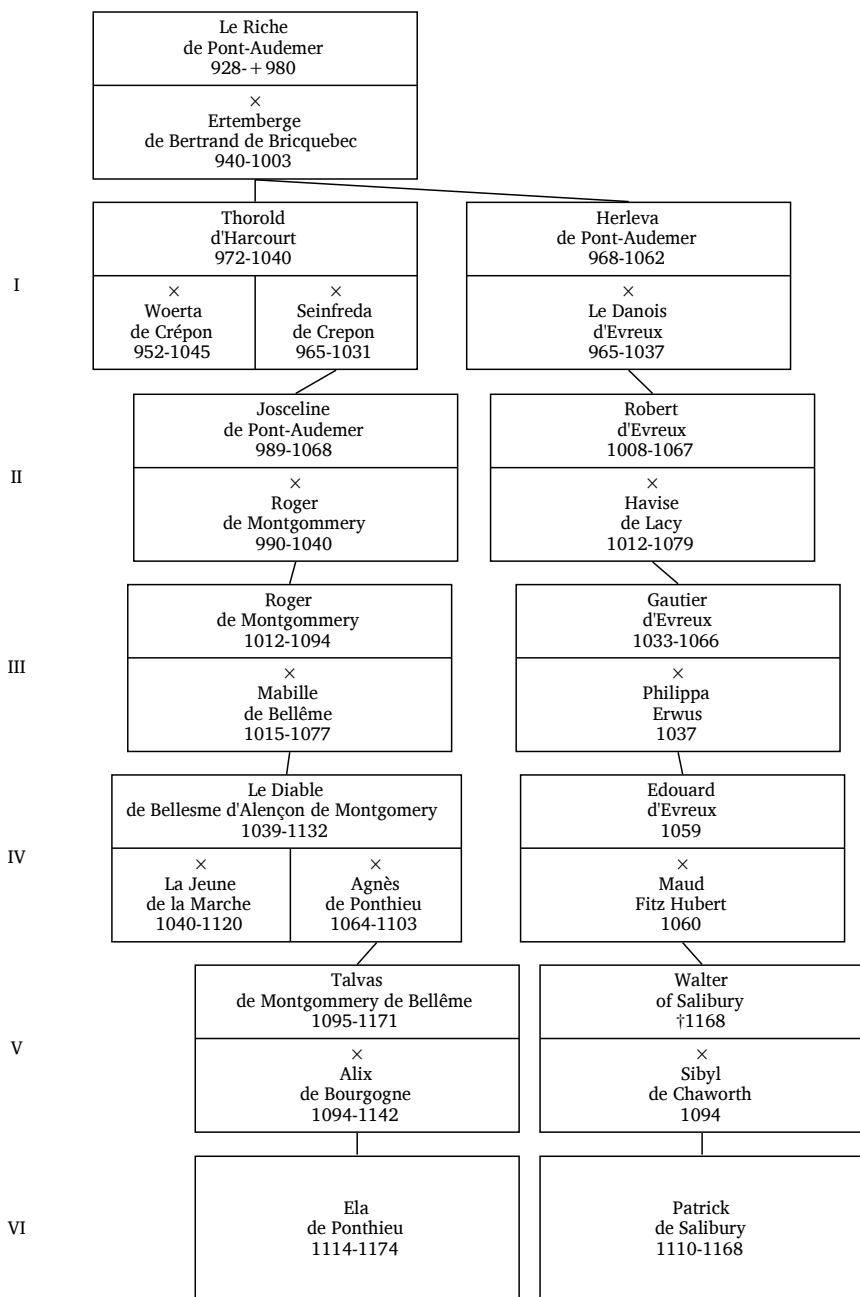 Le Riche
de Pont-Audemer
928-+980
×
Ertemberge
de Bertrand de Bricquebec
940-1003
I
Thorold
d'Harcourt
972-1040
×
Woerta
de Crépon
952-1045
×
Seinfreda
de Crepon
965-1031
Herleva
de Pont-Audemer
968-1062
×
Le Danois
d'Evreux
965-1037
II
Josceline
de Pont-Audemer
989-1068
×
Roger
de Montgommery
990-1040
Robert
d'Evreux
1008-1067
×
Havise
de Lacy
1012-1079
III
Roger
de Montgommery
1012-1094
×
Mabille
de Bellême
1015-1077
Gautier
d'Evreux
1033-1066
×
Philippa
Erwus
1037
IV
Le Diable
de Bellesme d'Alençon de Montgomery
1039-1132
×
La Jeune
de la Marche
1040-1120
×
Agnès
de Ponthieu
1064-1103
Edouard
d'Evreux
1059
×
Maud
Fitz Hubert
1060
V
Talvas
de Montgommery de Bellême
1095-1171
×
Alix
de Bourgogne
1094-1142
Walter
of Salibury
†1168
×
Sibyl
de Chaworth
1094
VI
Ela
de Ponthieu
1114-1174
Patrick
de Salibury
1110-1168